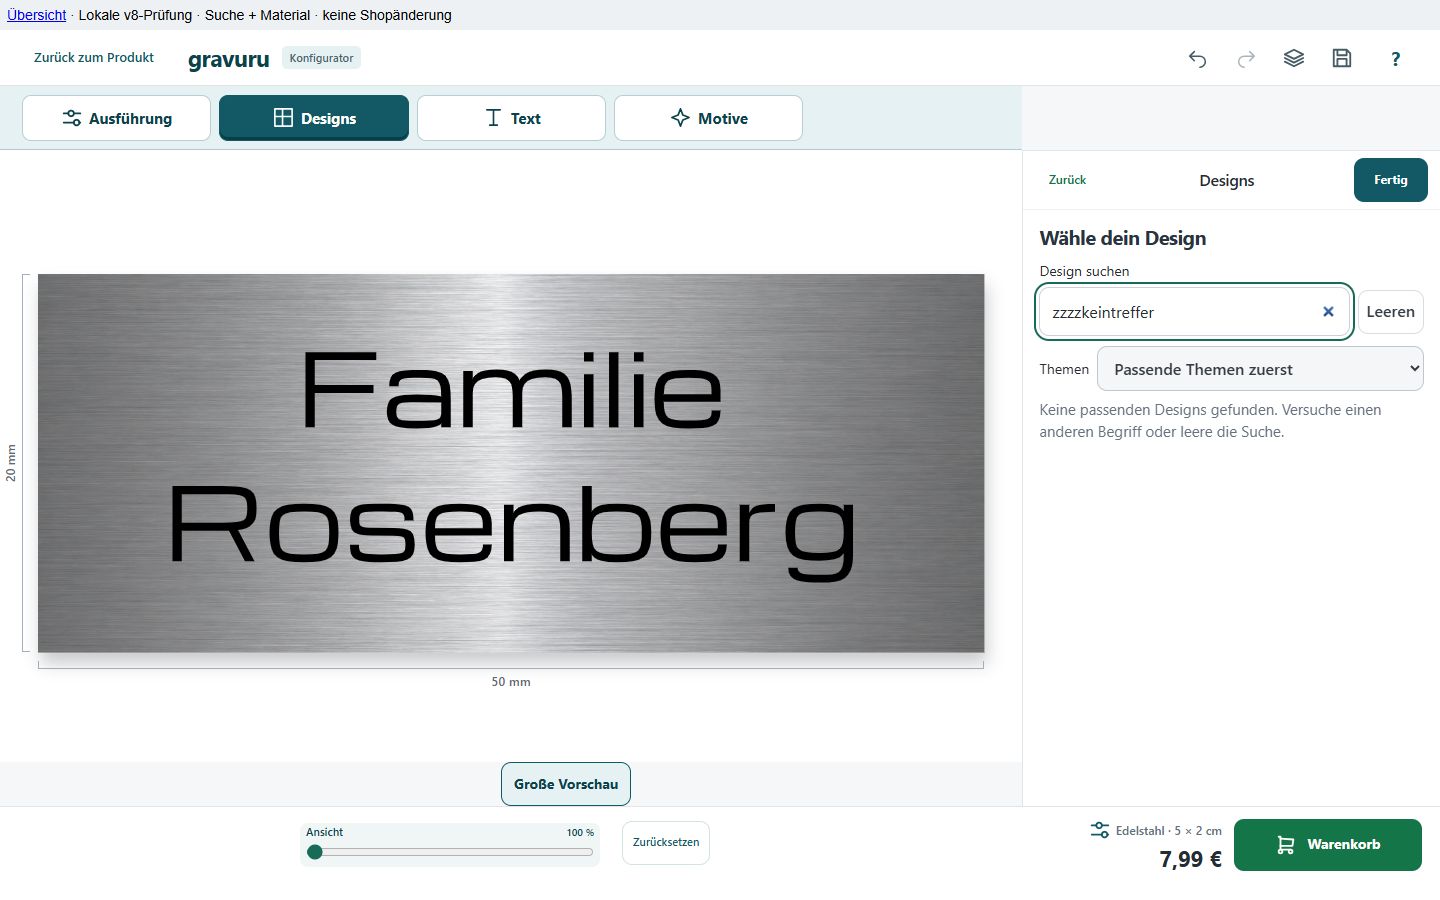 Übersicht · Lokale v8-Prüfung · Suche + Material · keine Shopänderung
Zurück zum Produkt
gravuru
Konfigurator
?
Ausführung
Designs
Text
Motive
Zurück
Designs
Fertig
Wähle dein Design
Design suchen
zzzzkeintreffer
Leeren
Themen
Passende Themen zuerst
Keine passenden Designs gefunden. Versuche einen
anderen Begriff oder leere die Suche.
Familie
Rosenberg
20 mm
50 mm
Große Vorschau
Ansicht
100 %
Zurücksetzen
Edelstahl · 5 × 2 cm
7,99 €
Warenkorb